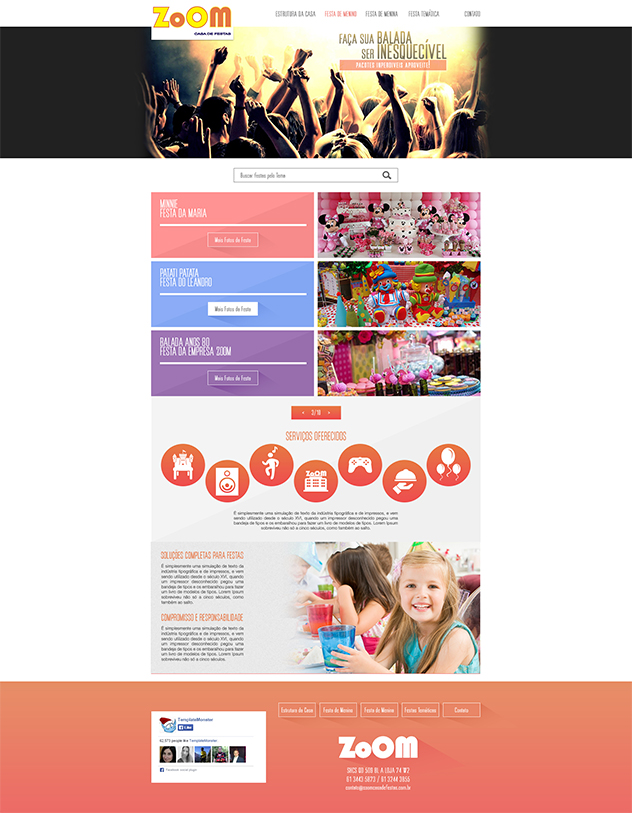 ZOOM
CASA DE FESTAS
ESTRUTURA DA CASA
FESTA DE MENINO
FESTA DE MENINA
FESTA TEMÁTICA
CONTATO
FAÇA SUA BALADA
SER INESQUECÍVEL
PACOTES IMPERDÍVEIS APROVEITE!
Buscar Festas pelo Tema
MINNIE
FESTA DA MARIA
Mais Fotos da Festa
PATATI PATATA
FESTA DO LEANDRO
Mais Fotos da Festa
BALADA ANOS 80
FESTA DA EMPRESA ZOOM
Mais Fotos da Festa
< 3/18 >
SERVIÇOS OFERECIDOS
ZOOM
É simplesmente uma simulação de texto da indústria tipográfica e de impressos, e vem
sendo utilizado desde o século XVI, quando um impressor desconhecido pegou uma
bandeja de tipos e os embaralhou para fazer um livro de modelos de tipos. Lorem Ipsum
sobreviveu não só a cinco séculos, como também ao salto.
SOLUÇÕES COMPLETAS PARA FESTAS
É simplesmente uma simulação de texto da
indústria tipográfica e de impressos, e vem
sendo utilizado desde o século XVI, quando
um impressor desconhecido pegou uma
bandeja de tipos e os embaralhou para fazer
um livro de modelos de tipos. Lorem Ipsum
sobreviveu não só a cinco séculos, como
também ao salto.
COMPROMISSO E RESPONSABILIDADE
É simplesmente uma simulação de texto da
indústria tipográfica e de impressos, e vem
sendo utilizado desde o século XVI, quando
um impressor desconhecido pegou uma
bandeja de tipos e os embaralhou para fazer
um livro de modelos de tipos. Lorem Ipsum
sobreviveu não só a cinco séculos.
Estrutura da Casa
Festa de Menino
Festa de Menino
Festas Temáticas
Contato
TemplateMonster
Like
people like TemplateMonster
Facebook social plugin
ZOOM
SHCS EQ 508 BL A LOJA 24 W2
61 3443 5873 / 61 3244 3955
contato@zoomcasadefestas.com.br